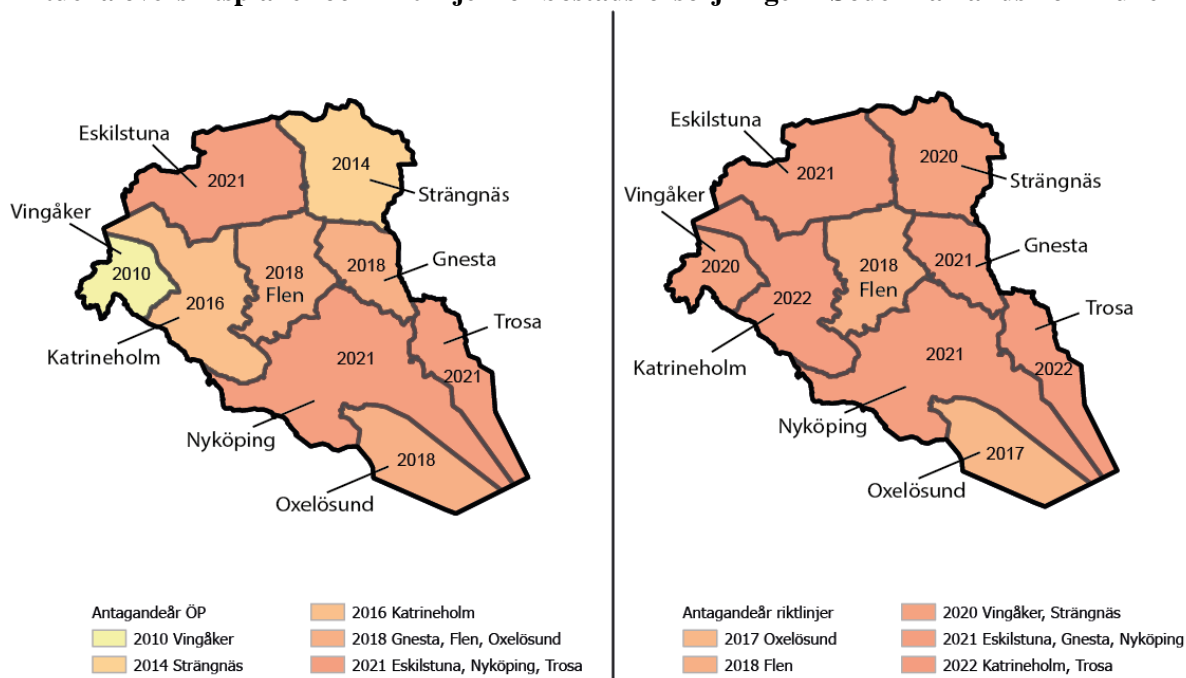 Eskilstuna
2021
2014
Strängnäs
Vingåker
2010
2016
2018
Flen
2018
Gnesta
Katrineholm
Trosa
2021
2021
Nyköping
2018
Oxelösund
Antagandeår ÖP
2010 Vingåker
2014 Strängnäs
2016 Katrineholm
2018 Gnesta, Flen, Oxelösund
2021 Eskilstuna, Nyköping, Trosa
Eskilstuna
2021
2020
Strängnäs
Vingåker
2020
2022
2018
Flen
2021
Gnesta
Katrineholm
Trosa
2021
2022
Nyköping
2017
Oxelösund
Antagandeår riktlinjer
2017 Oxelösund
2018 Flen
2020 Vingåker, Strängnäs
2021 Eskilstuna, Gnesta, Nyköping
2022 Katrineholm, Trosa